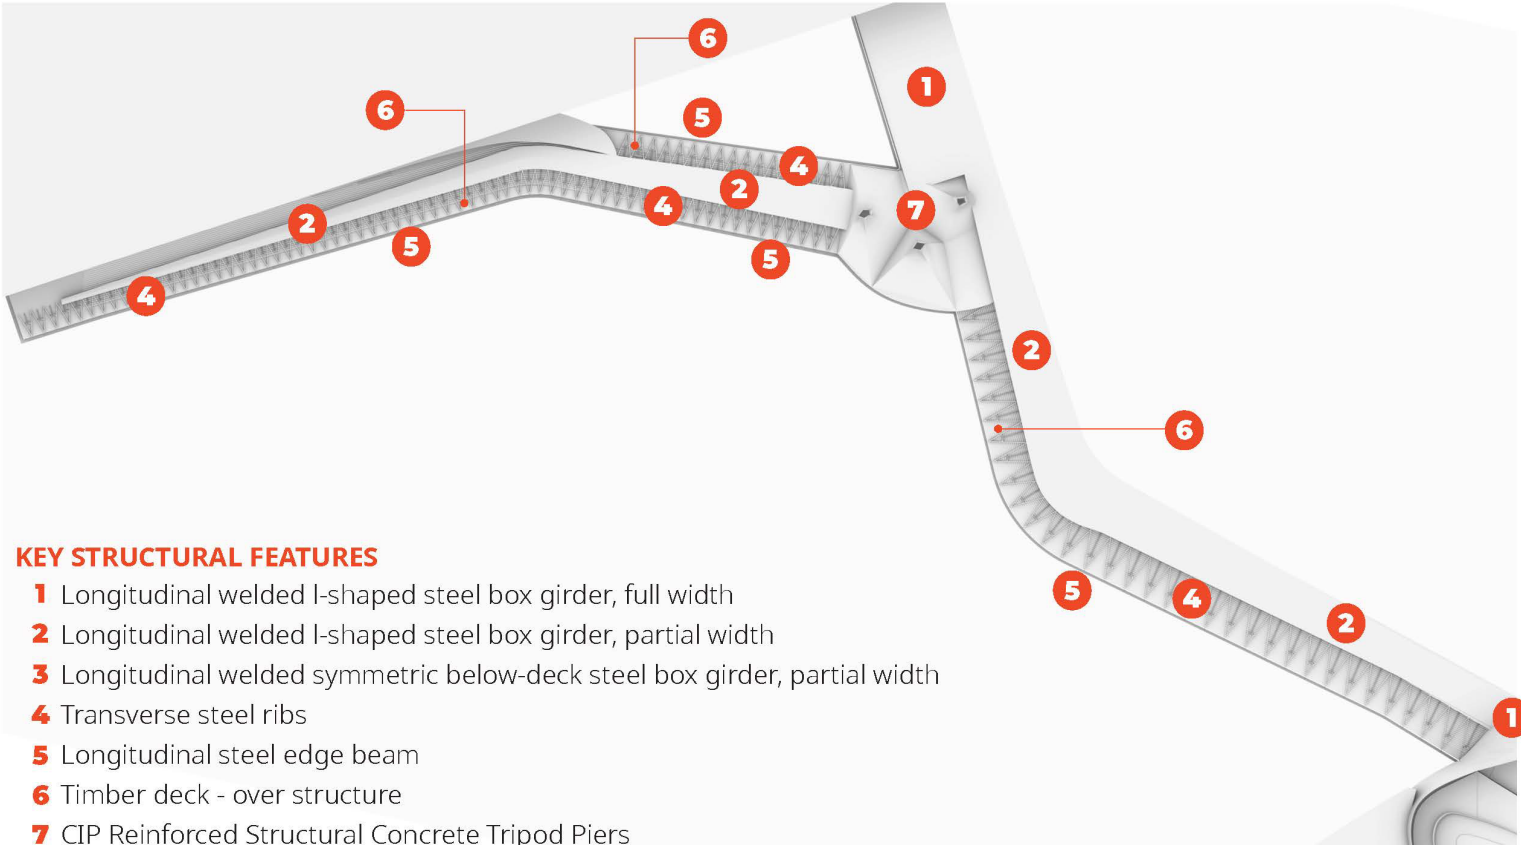 6
1
6
5
4
2
2
4
7
5
5
4
2
6
5
4
2
1
KEY STRUCTURAL FEATURES
1 Longitudinal welded l-shaped steel box girder, full width
2 Longitudinal welded l-shaped steel box girder, partial width
3 Longitudinal welded symmetric below-deck steel box girder, partial width
4 Transverse steel ribs
5 Longitudinal steel edge beam
6 Timber deck - over structure
7 CIP Reinforced Structural Concrete Tripod Piers